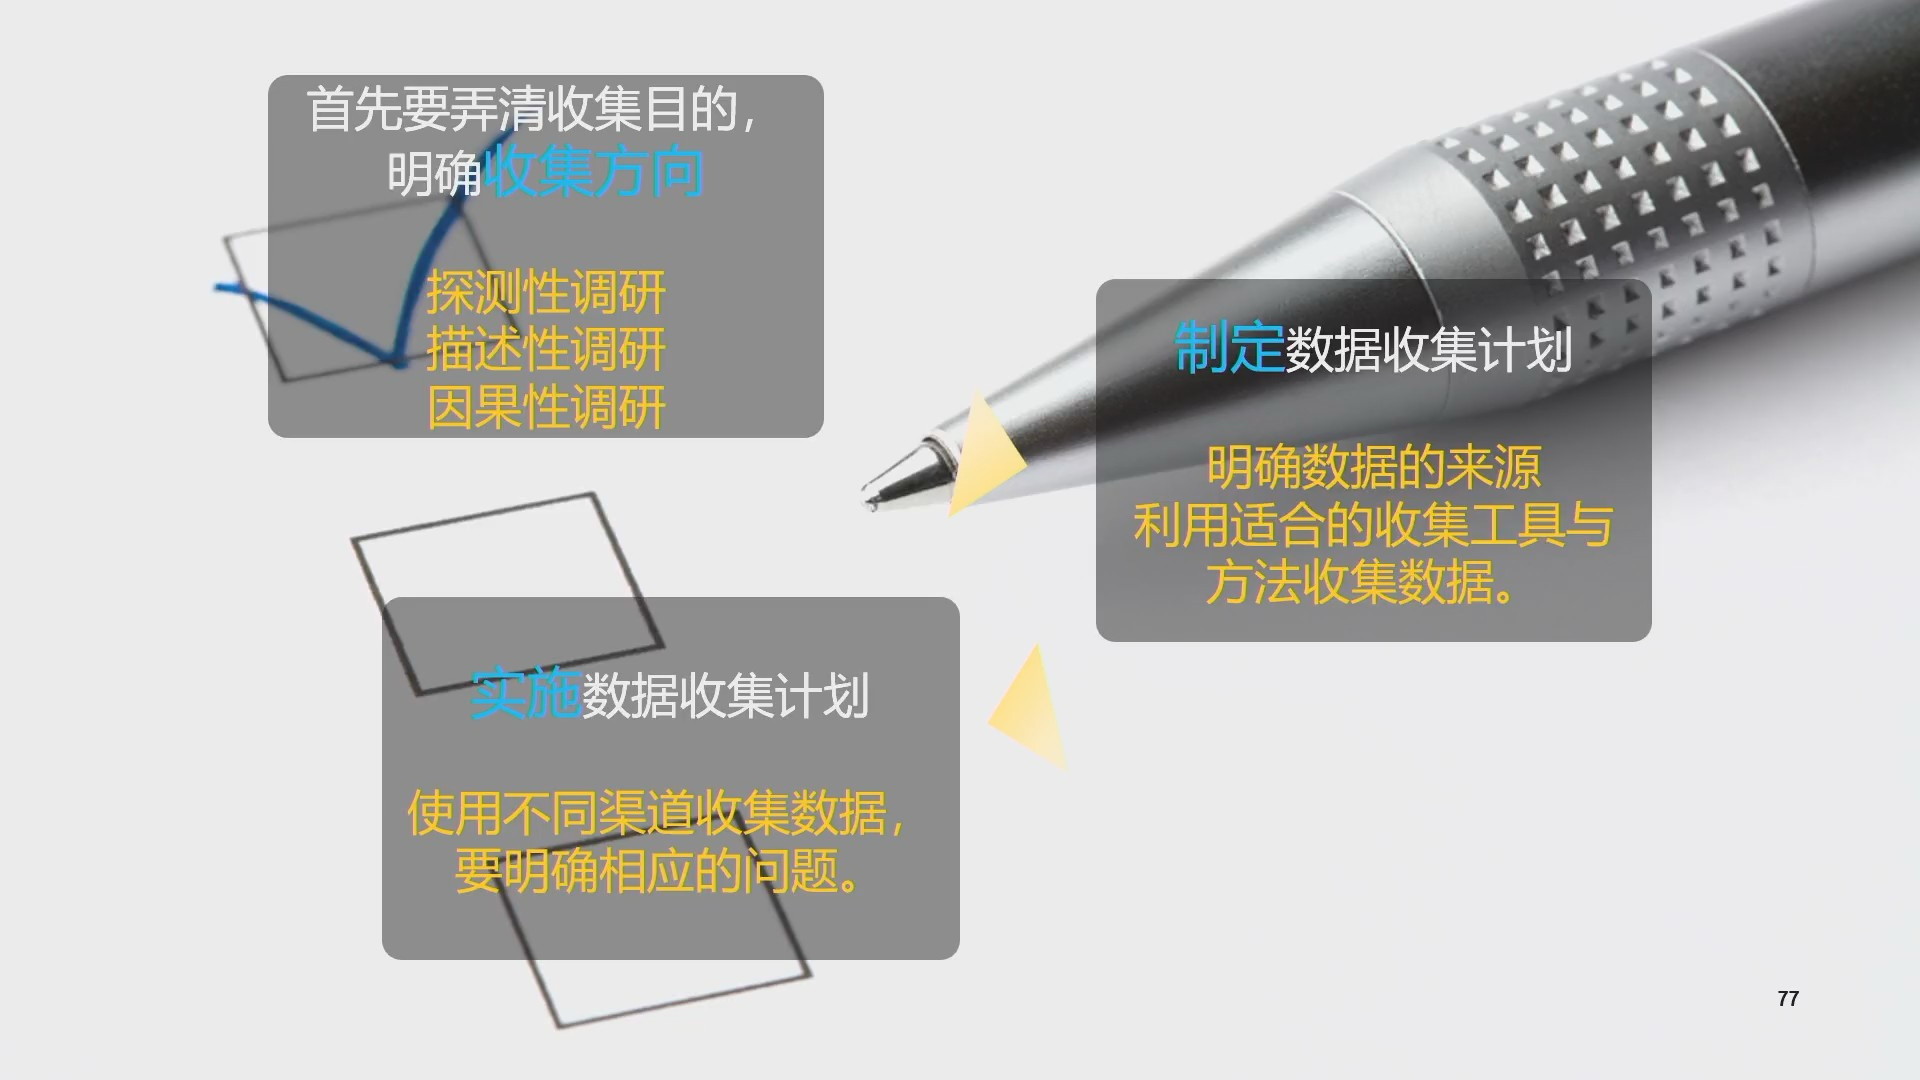 首先要弄清收集目的，
明确收集方向
探测性调研
描述性调研
因果性调研
制定数据收集计划
明确数据的来源
利用适合的收集工具与
方法收集数据。
实施数据收集计划
使用不同渠道收集数据，
要明确相应的问题。
77